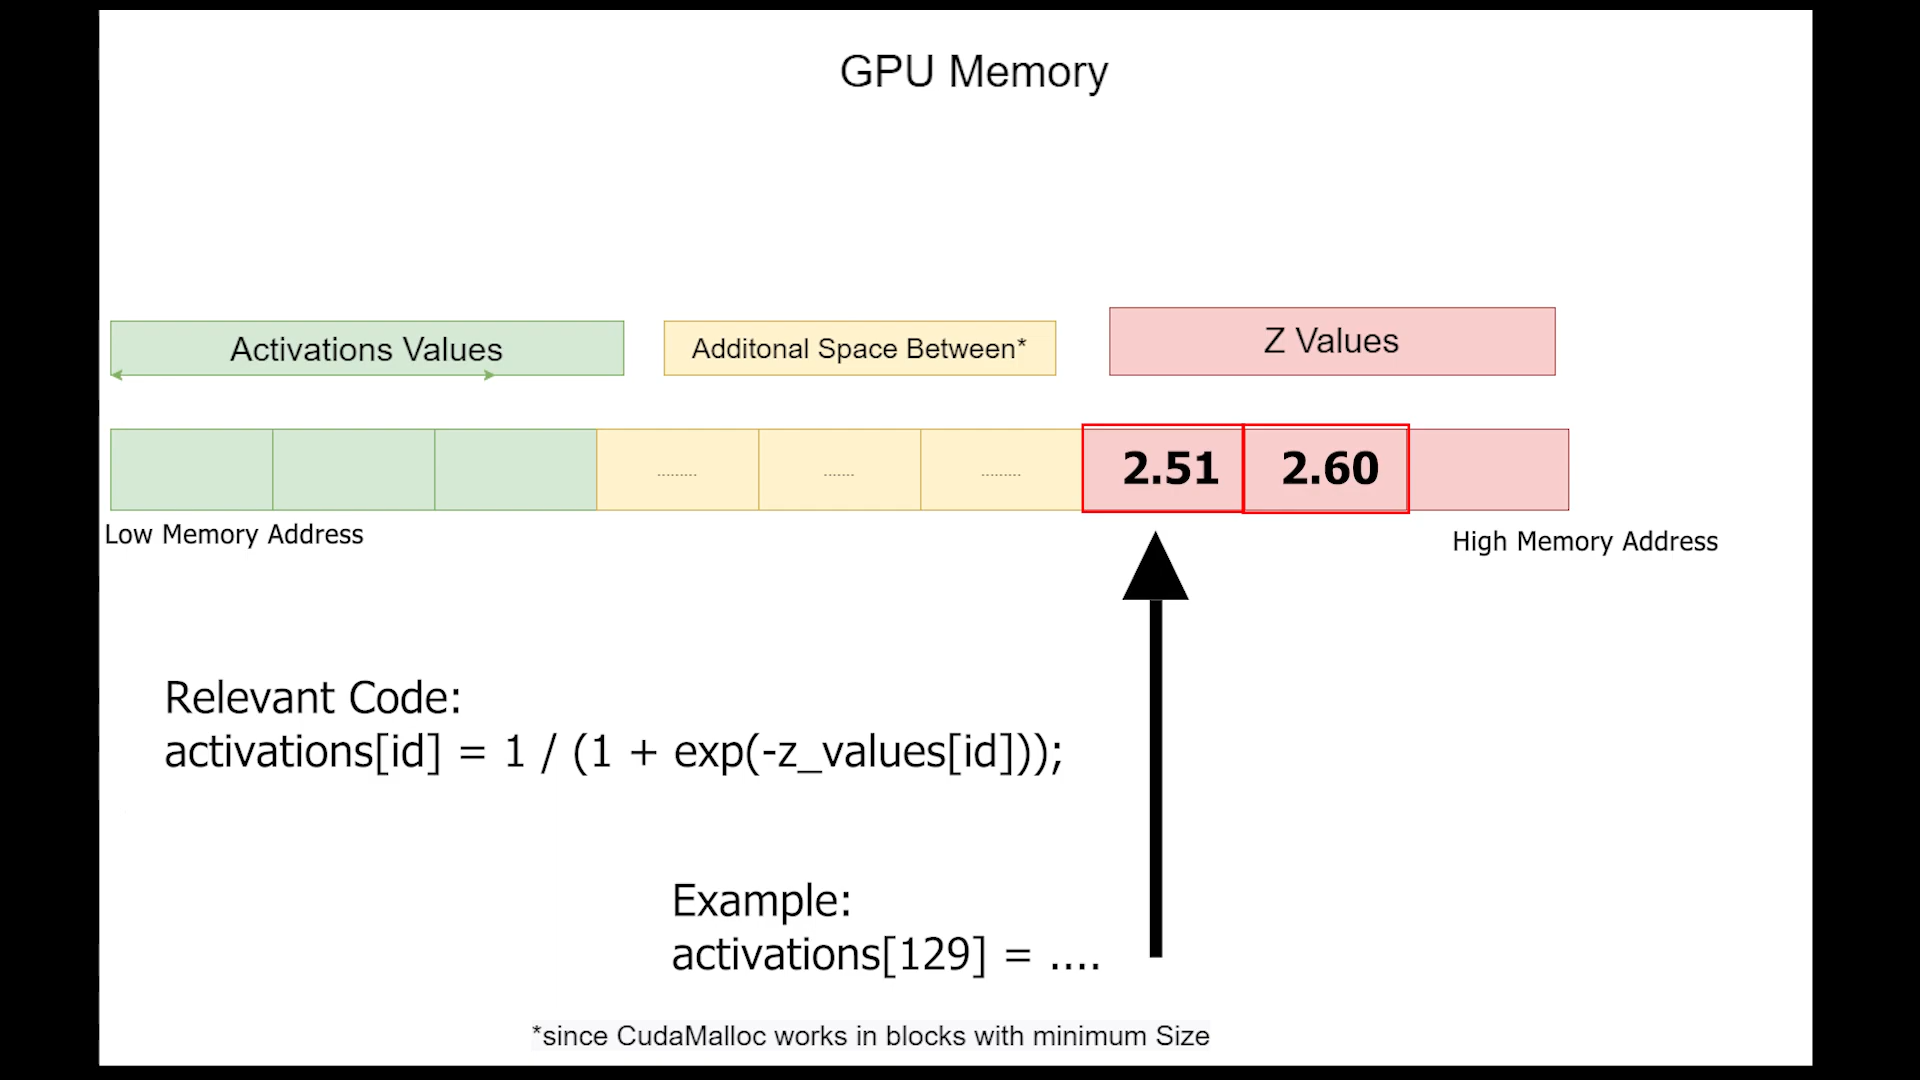 GPU Memory
Activations Values
Additonal Space Between*
Z Values
......... ....... ......... 2.51 2.60
Low Memory Address
High Memory Address
Relevant Code:
activations[id] = 1 / (1 + exp(-z_values[id]));
Example:
activations[129] = ....
*since CudaMalloc works in blocks with minimum Size